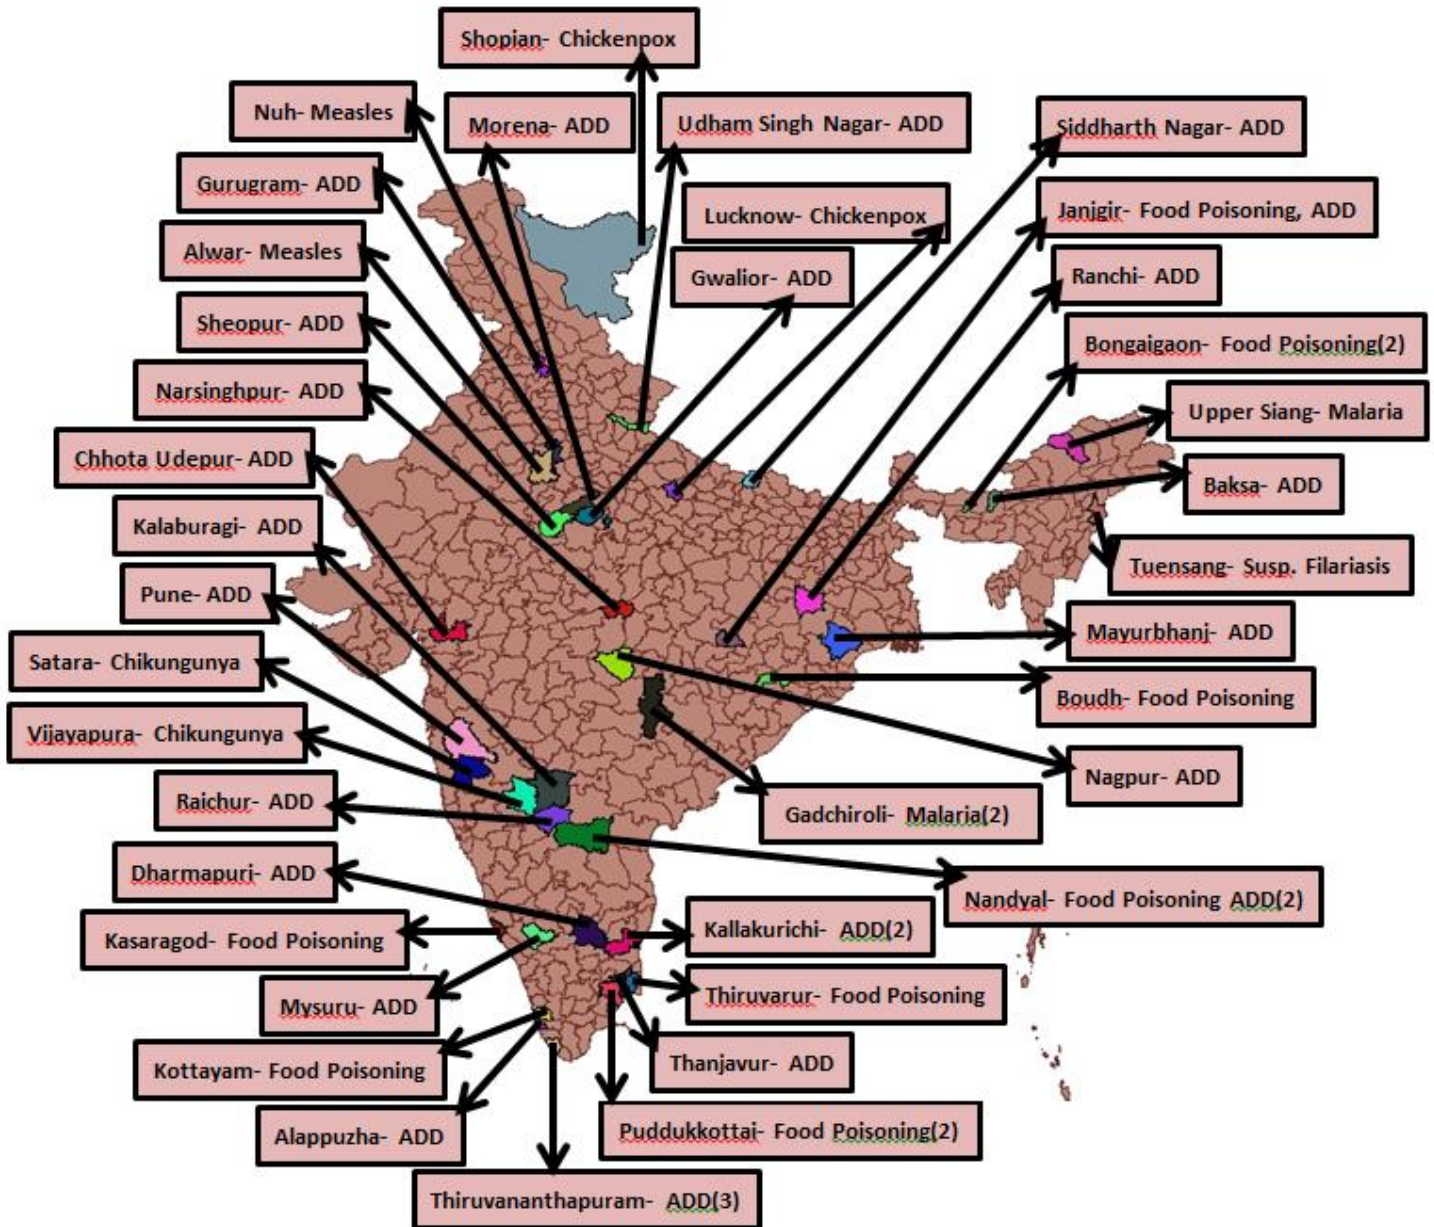 Shopian- Chickenpox
Nuh- Measles
Morena- ADD
Udham Singh Nagar- ADD
Siddharth Nagar- ADD
Gurugram- ADD
Lucknow- Chickenpox
Janigir- Food Poisoning, ADD
Alwar- Measles
Gwalior- ADD
Ranchi- ADD
Sheopur- ADD
Bongaigaon- Food Poisoning(2)
Narsinghpur- ADD
Upper Siang- Malaria
Chhota Udepur- ADD
Baksa- ADD
Kalaburagi- ADD
Tuensang- Susp. Filariasis
Pune- ADD
Mayurbhanj- ADD
Satara- Chikungunya
Boudh- Food Poisoning
Vijayapura- Chikungunya
Nagpur- ADD
Raichur- ADD
Gadchiroli- Malaria(2)
Dharmapuri- ADD
Nandyal- Food Poisoning ADD(2)
Kasaragod- Food Poisoning
Kallakurichi- ADD(2)
Mysuru- ADD
Thiruvarur- Food Poisoning
Kottayam- Food Poisoning
Thanjavur- ADD
Alappuzha- ADD
Puddukkottai- Food Poisoning(2)
Thiruvananthapuram- ADD(3)